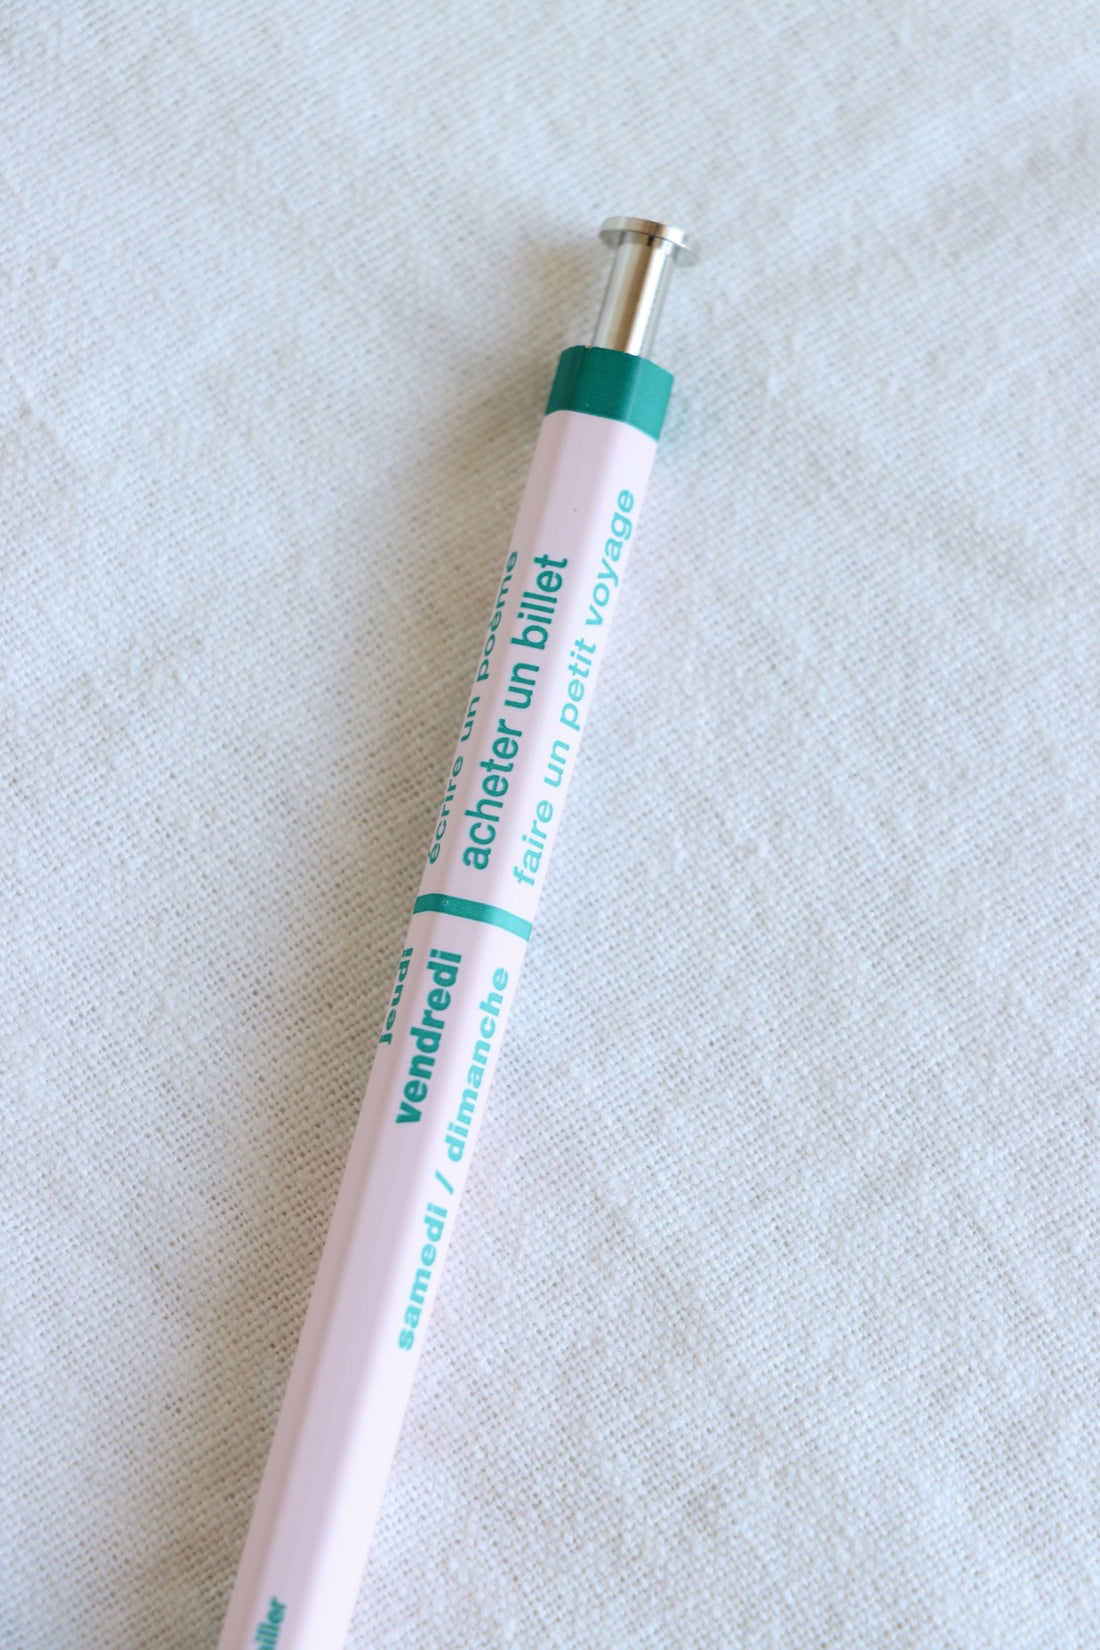 jeudi écrire un poème
vendredi acheter un billet
samedi / dimanche faire un petit voyage